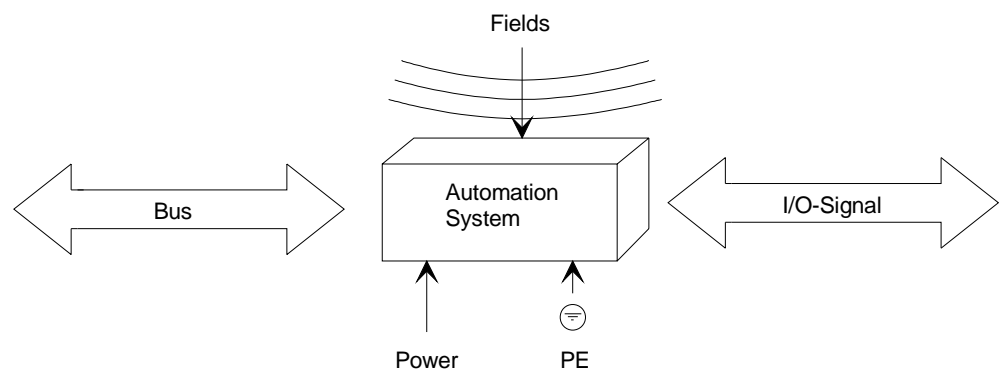 Fields
Automation
System
Bus
I/O-Signal
Power
PE